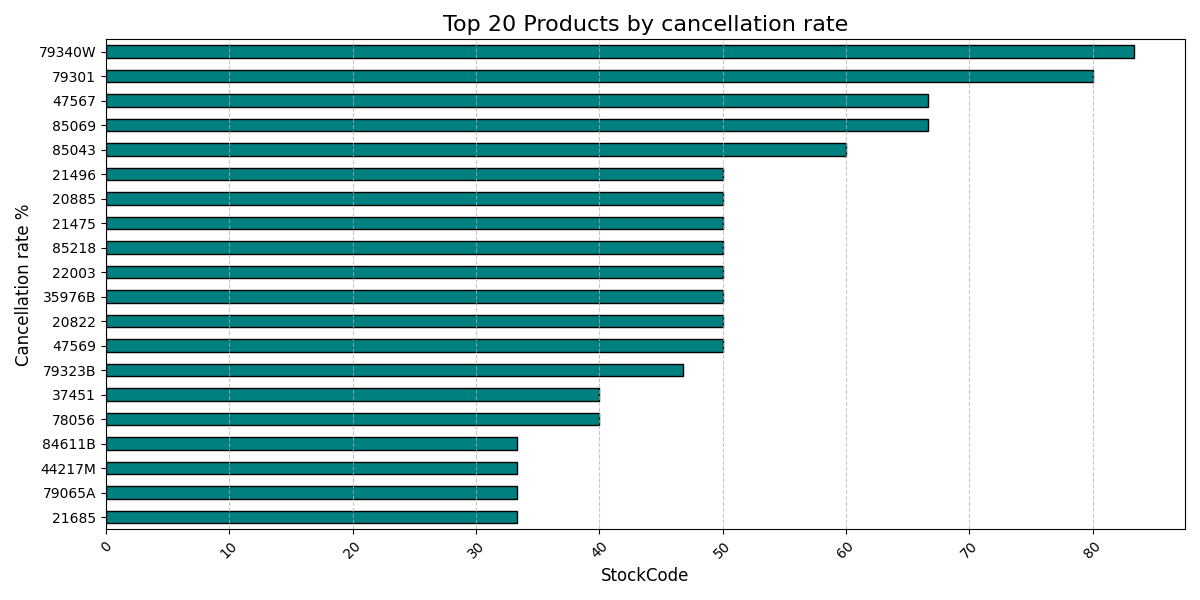 Top 20 Products by cancellation rate
Cancellation rate %
79340W
79301
47567
85069
85043
21496
20885
21475
85218
22003
35976B
20822
47569
79323B
37451
78056
84611B
44217M
79065A
21685
0 10 20 30 40 50 60 70 80
StockCode